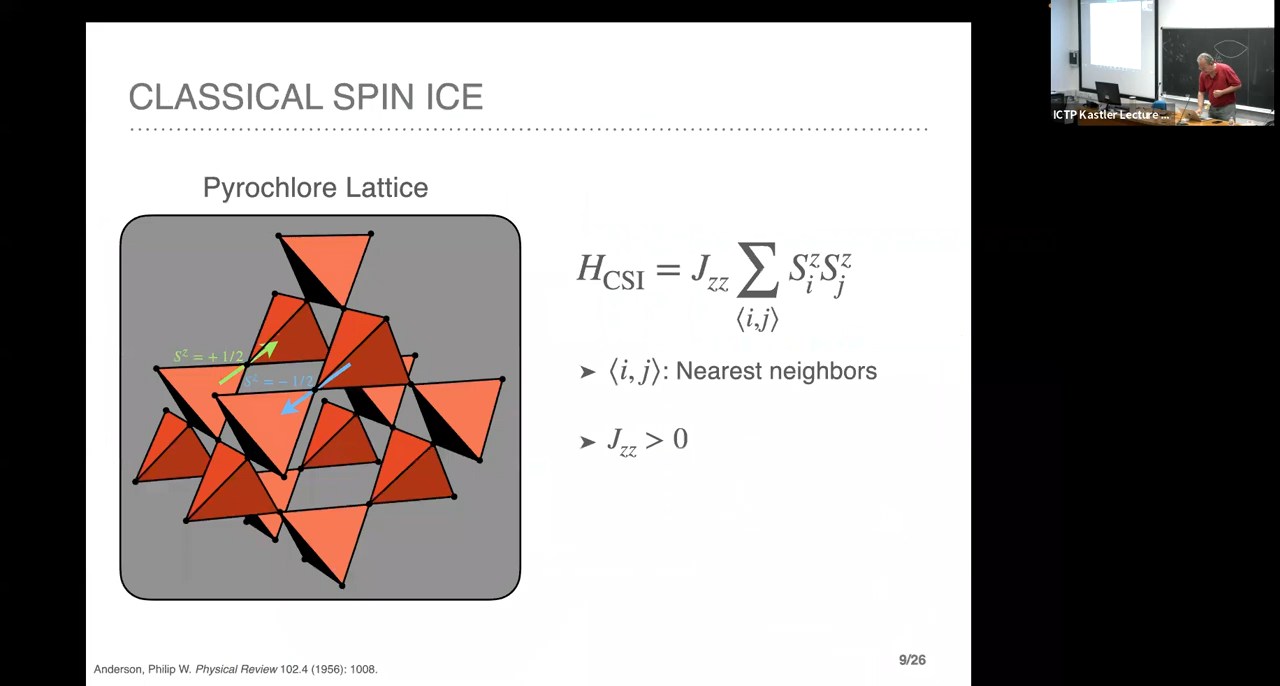 CLASSICAL SPIN ICE
Pyrochlore Lattice
S^z = +1/2
S^z = −1/2
H_CSI = J_zz ∑_⟨i,j⟩ S_i^z S_j^z
➤ ⟨i,j⟩: Nearest neighbors
➤ J_zz > 0
Anderson, Philip W. Physical Review 102.4 (1956): 1008.
9/26
ICTP Kastler Lecture ...